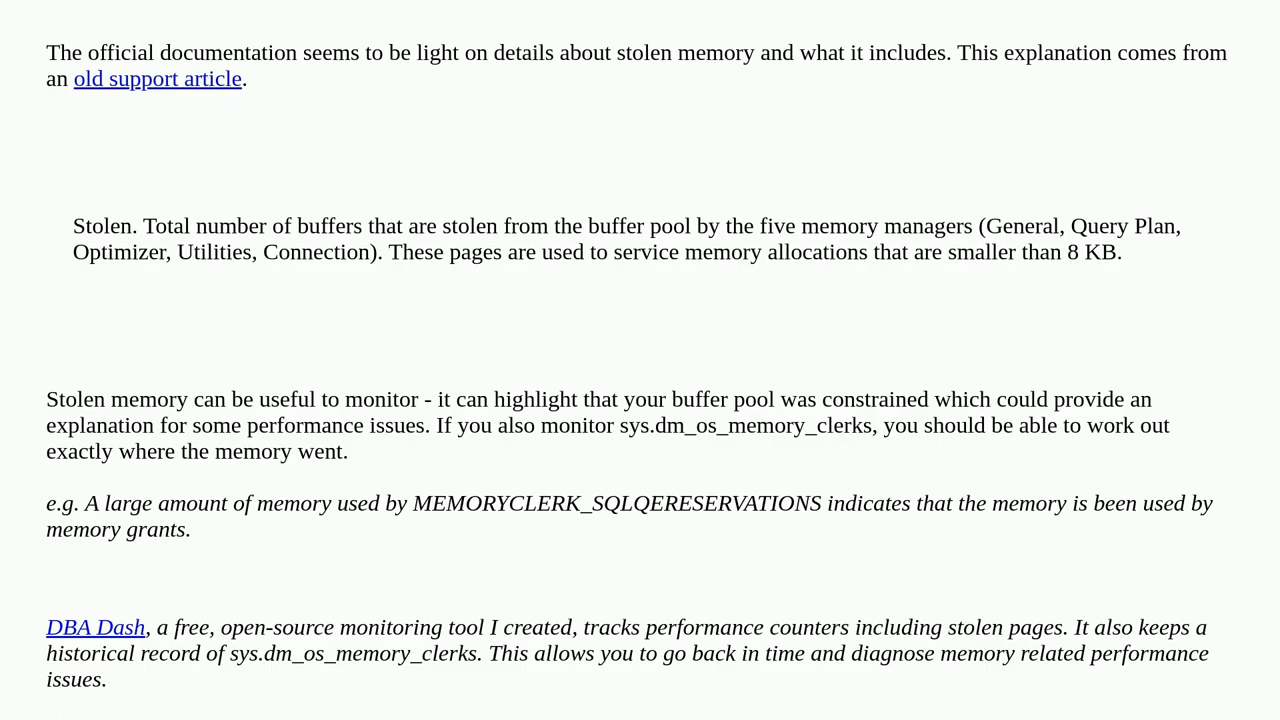 The official documentation seems to be light on details about stolen memory and what it includes. This explanation comes from
an old support article.
Stolen. Total number of buffers that are stolen from the buffer pool by the five memory managers (General, Query Plan,
Optimizer, Utilities, Connection). These pages are used to service memory allocations that are smaller than 8 KB.
Stolen memory can be useful to monitor - it can highlight that your buffer pool was constrained which could provide an
explanation for some performance issues. If you also monitor sys.dm_os_memory_clerks, you should be able to work out
exactly where the memory went.
e.g. A large amount of memory used by MEMORYCLERK_SQLQERESERVATIONS indicates that the memory is been used by
memory grants.
DBA Dash, a free, open-source monitoring tool I created, tracks performance counters including stolen pages. It also keeps a
historical record of sys.dm_os_memory_clerks. This allows you to go back in time and diagnose memory related performance
issues.